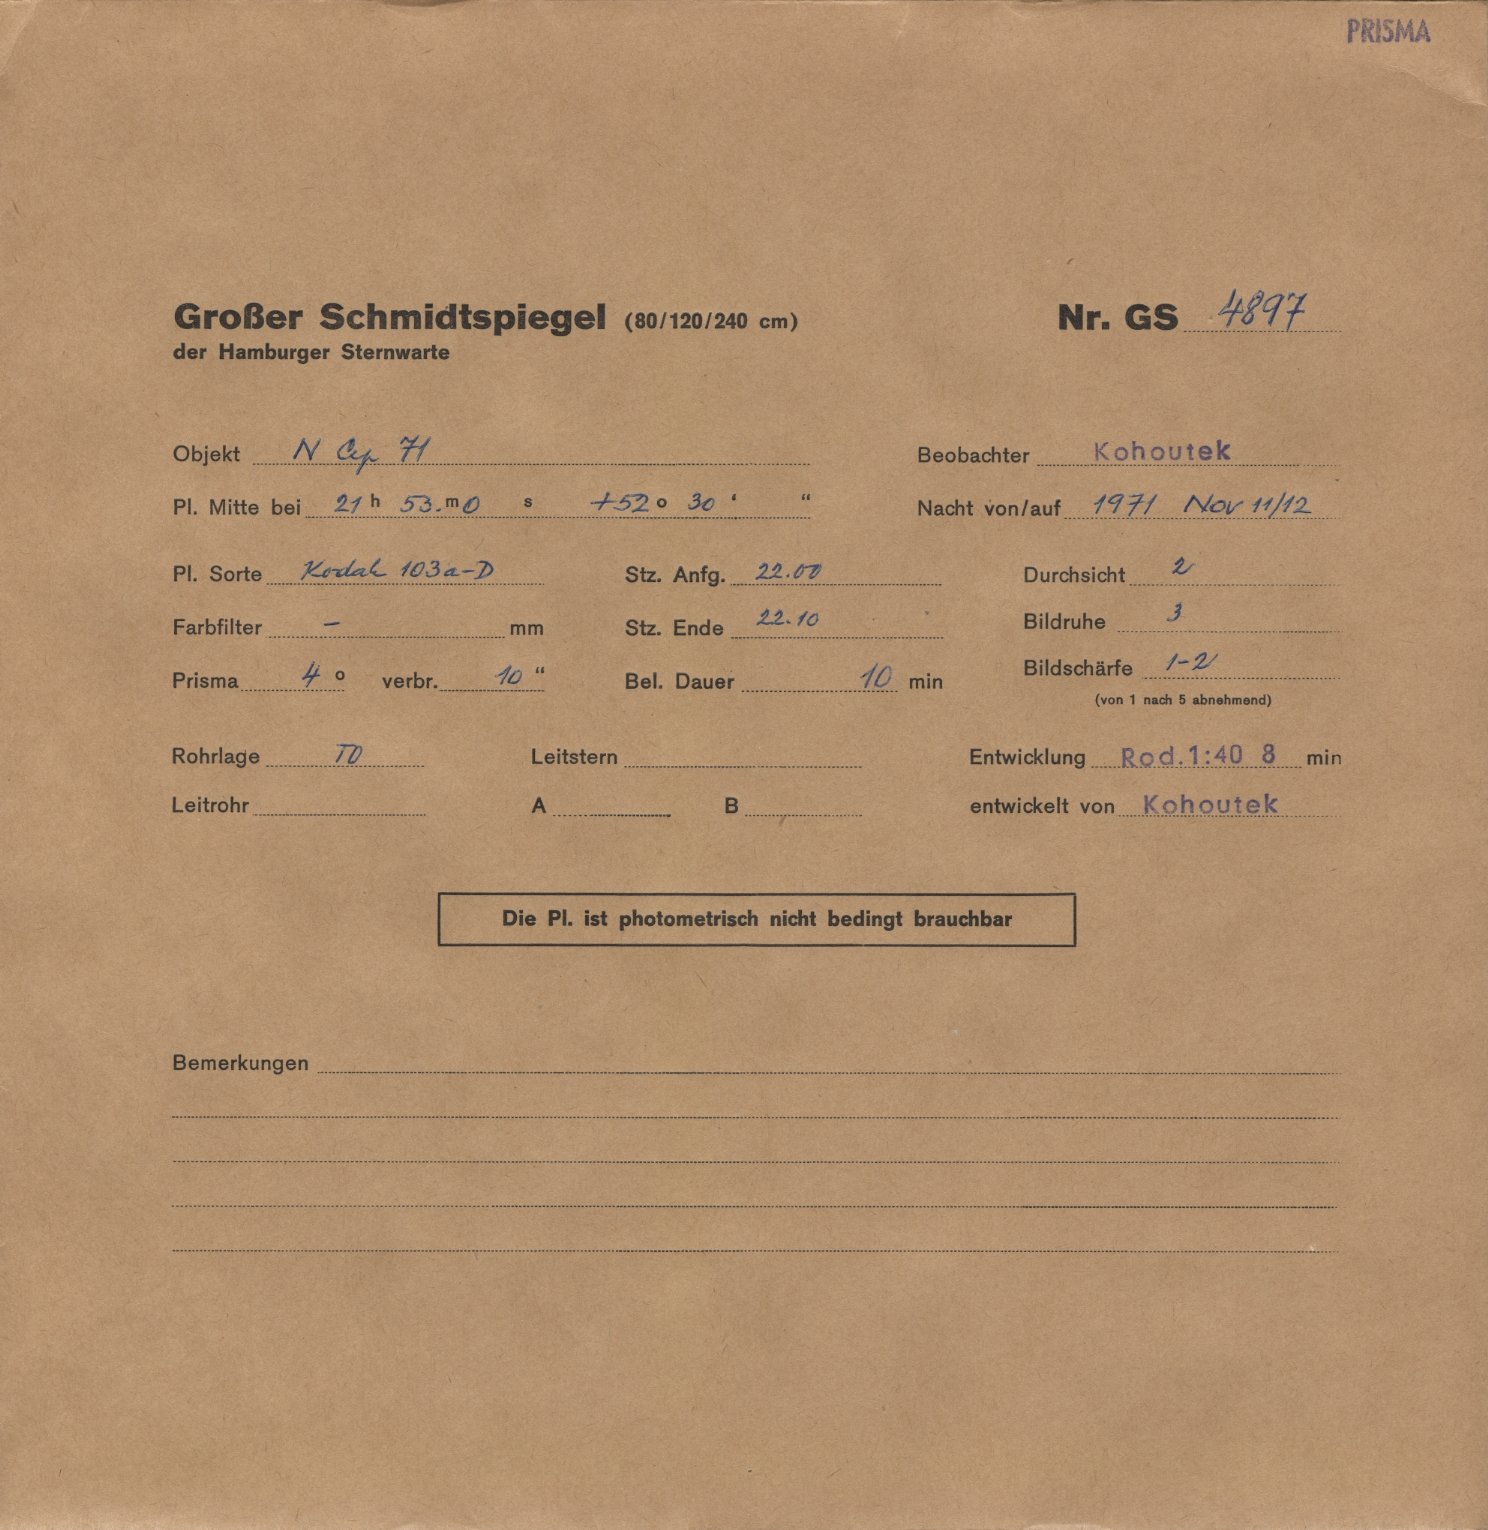 PRISMA
Großer Schmidtspiegel (80/120/240 cm) Nr. GS 4897
der Hamburger Sternwarte
Objekt N Cep 71 Beobachter Kohoutek
Pl. Mitte bei 21 h 53. m 0 s +52 o 30 ‘ “ Nacht von/auf 1971 Nov 11/12
Pl. Sorte Kodak 103a-D Stz. Anfg. 22.00 Durchsicht 2
Farbfilter – mm Stz. Ende 22.10 Bildruhe 3
Prisma 4 o verbr. 10 “ Bel. Dauer 10 min Bildschärfe 1-2
(von 1 nach 5 abnehmend)
Rohrlage TO Leitstern Entwicklung Rod.1:40 8 min
Leitrohr A B entwickelt von Kohoutek
Die Pl. ist photometrisch nicht bedingt brauchbar
Bemerkungen